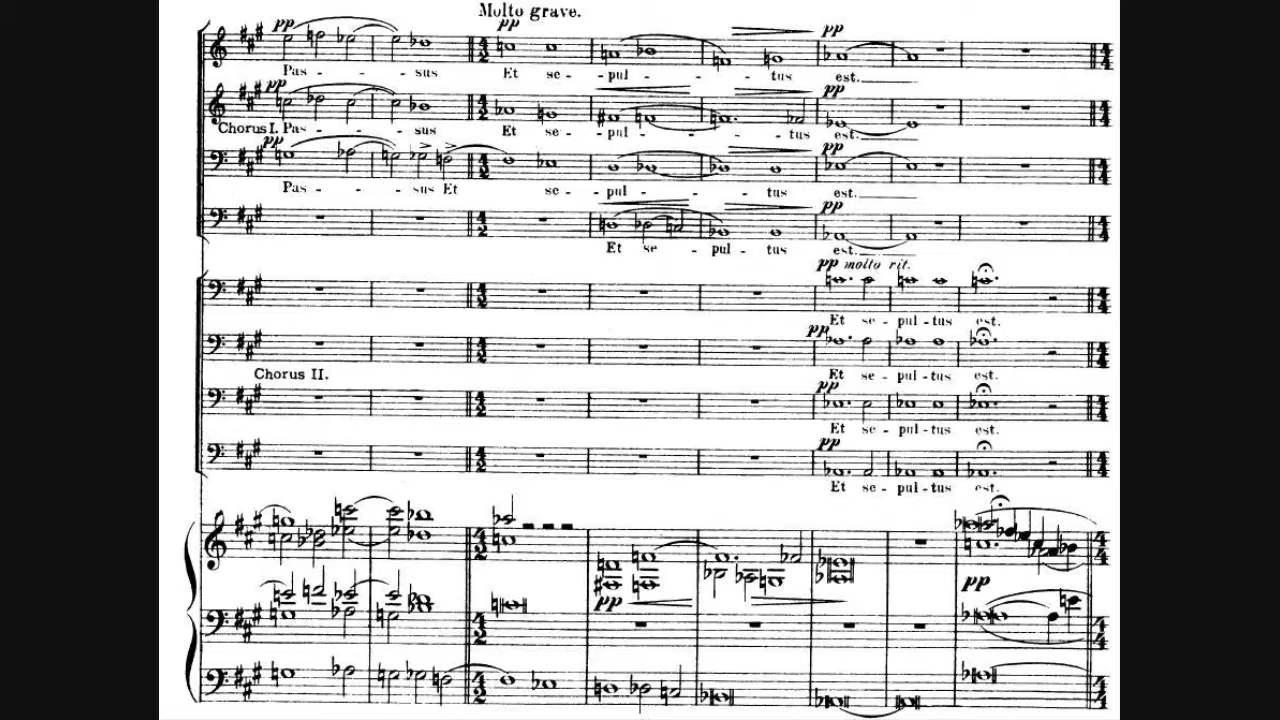 Molto grave.
pp pp pp
Pas - - - sus Et se - pul - - - tus est.
pp pp
Chorus I. Pas - - - sus Et se - pul - - - tus est.
pp pp
Pas - - - sus Et se - pul - - - tus est.
pp
Et se - pul - tus est.
pp molto rit.
Et se - pul - tus est.
pp
Chorus II. Et se - pul - tus est.
pp
Et se - pul - tus est.
pp
Et se - pul - tus est.
pp pp